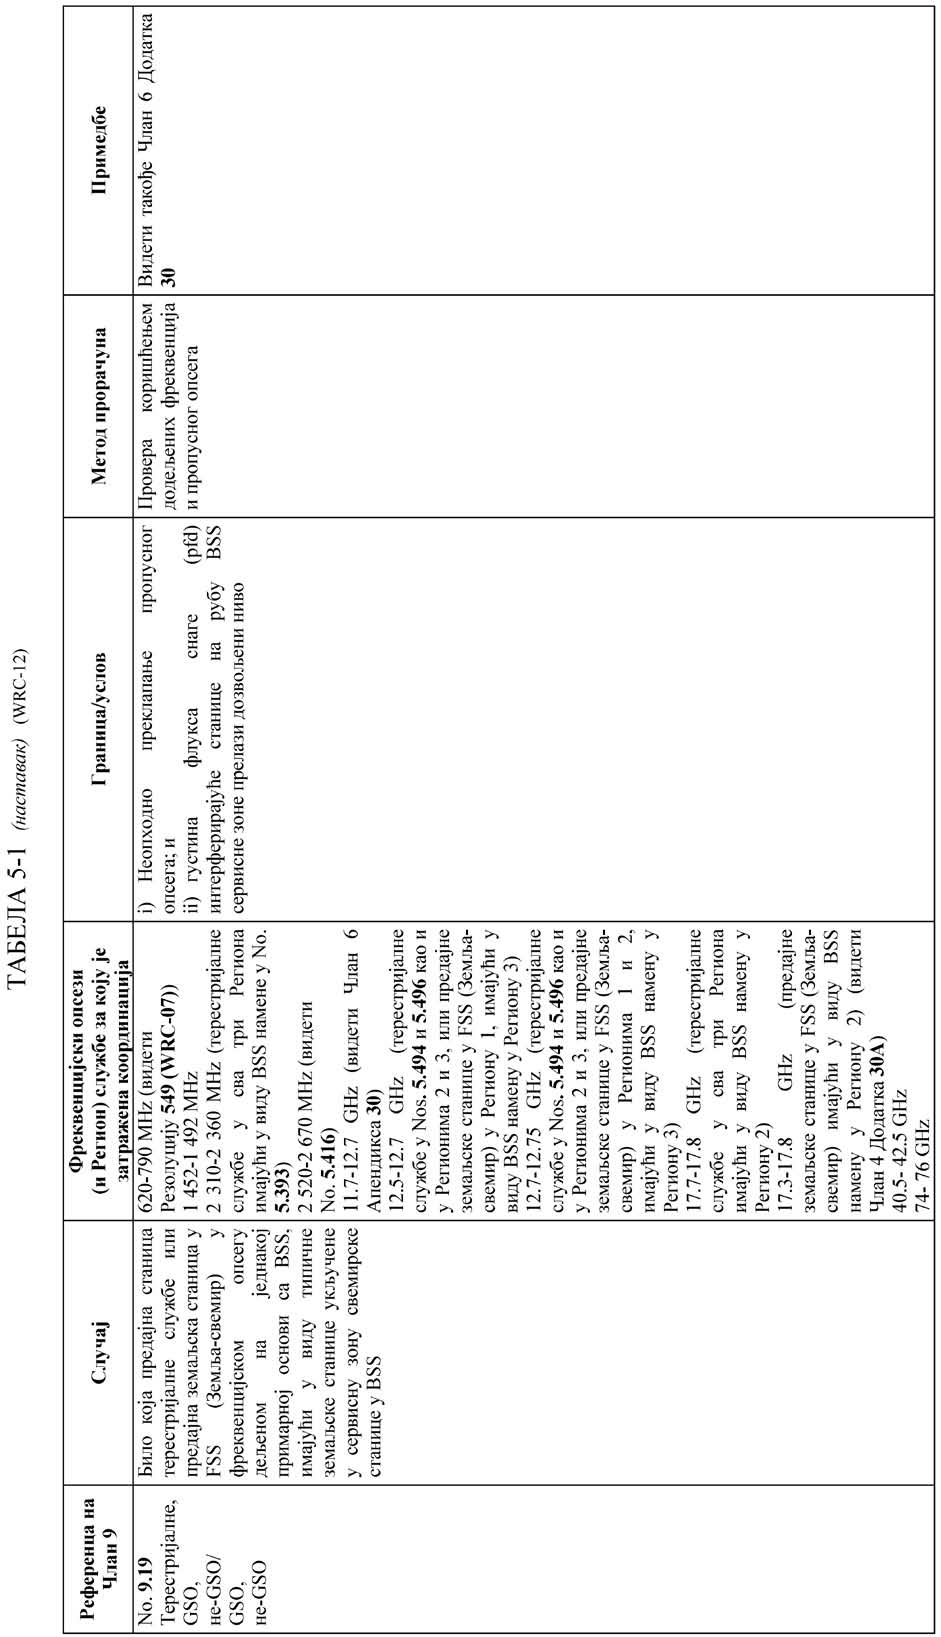 ТАБЕЛА 5-1 (наставак) (WRC-12)
Референца на
Члан 9
Случај
Фреквенцијски опсези
(и Регион) службе за коју је
затражена координација
Граница/услов
Метод прорачуна
Примедбе
No. 9.19
Терестријалне,
GSO,
не-GSO/
GSO,
не-GSO
Било која предајна станица
терестријалне службе или
предајна земаљска станица у
FSS (Земља-свемир) у
фреквенцијском опсегу
дељеном на једнакој
примарној основи са BSS,
имајући у виду типичне
земаљске станице укључене
у сервисну зону свемирске
станице у BSS
620-790 MHz (видети
Резолуцију 549 (WRC-07))
1 452-1 492 MHz
2 310-2 360 MHz (терестријалне
службе у сва три Региона
имајући у виду BSS намене у No.
5.393)
2 520-2 670 MHz (видети
No. 5.416)
11.7-12.7 GHz (видети Члан 6
Апендикса 30)
12.5-12.7 GHz (терестријалне
службе у Nos. 5.494 и 5.496 као и
у Регионима 2 и 3, или предајне
земаљске станице у FSS (Земља-
свемир) у Региону 1, имајући у
виду BSS намену у Региону 3)
12.7-12.75 GHz (терестријалне
службе у Nos. 5.494 и 5.496 као и
у Регионима 2 и 3, или предајне
земаљске станице у FSS (Земља-
свемир) у Регионима 1 и 2,
имајући у виду BSS намену у
Региону 3)
17.7-17.8 GHz (терестријалне
службе у сва три Региона
имајући у виду BSS намену у
Региону 2)
17.3-17.8 GHz (предајне
земаљске станице у FSS (Земља-
свемир) имајући у виду BSS
намену у Региону 2) (видети
Члан 4 Додатка 30A)
40.5- 42.5 GHz
74- 76 GHz
i) Неопходно преклапање пропусног
опсега; и
ii) густина флукса снаге (pfd)
интерферирајуће станице на рубу BSS
сервисне зоне прелази дозвољени ниво
Провера коришћењем
додељених фреквенција
и пропусног опсега
Видети такође Члан 6 Додатка
30